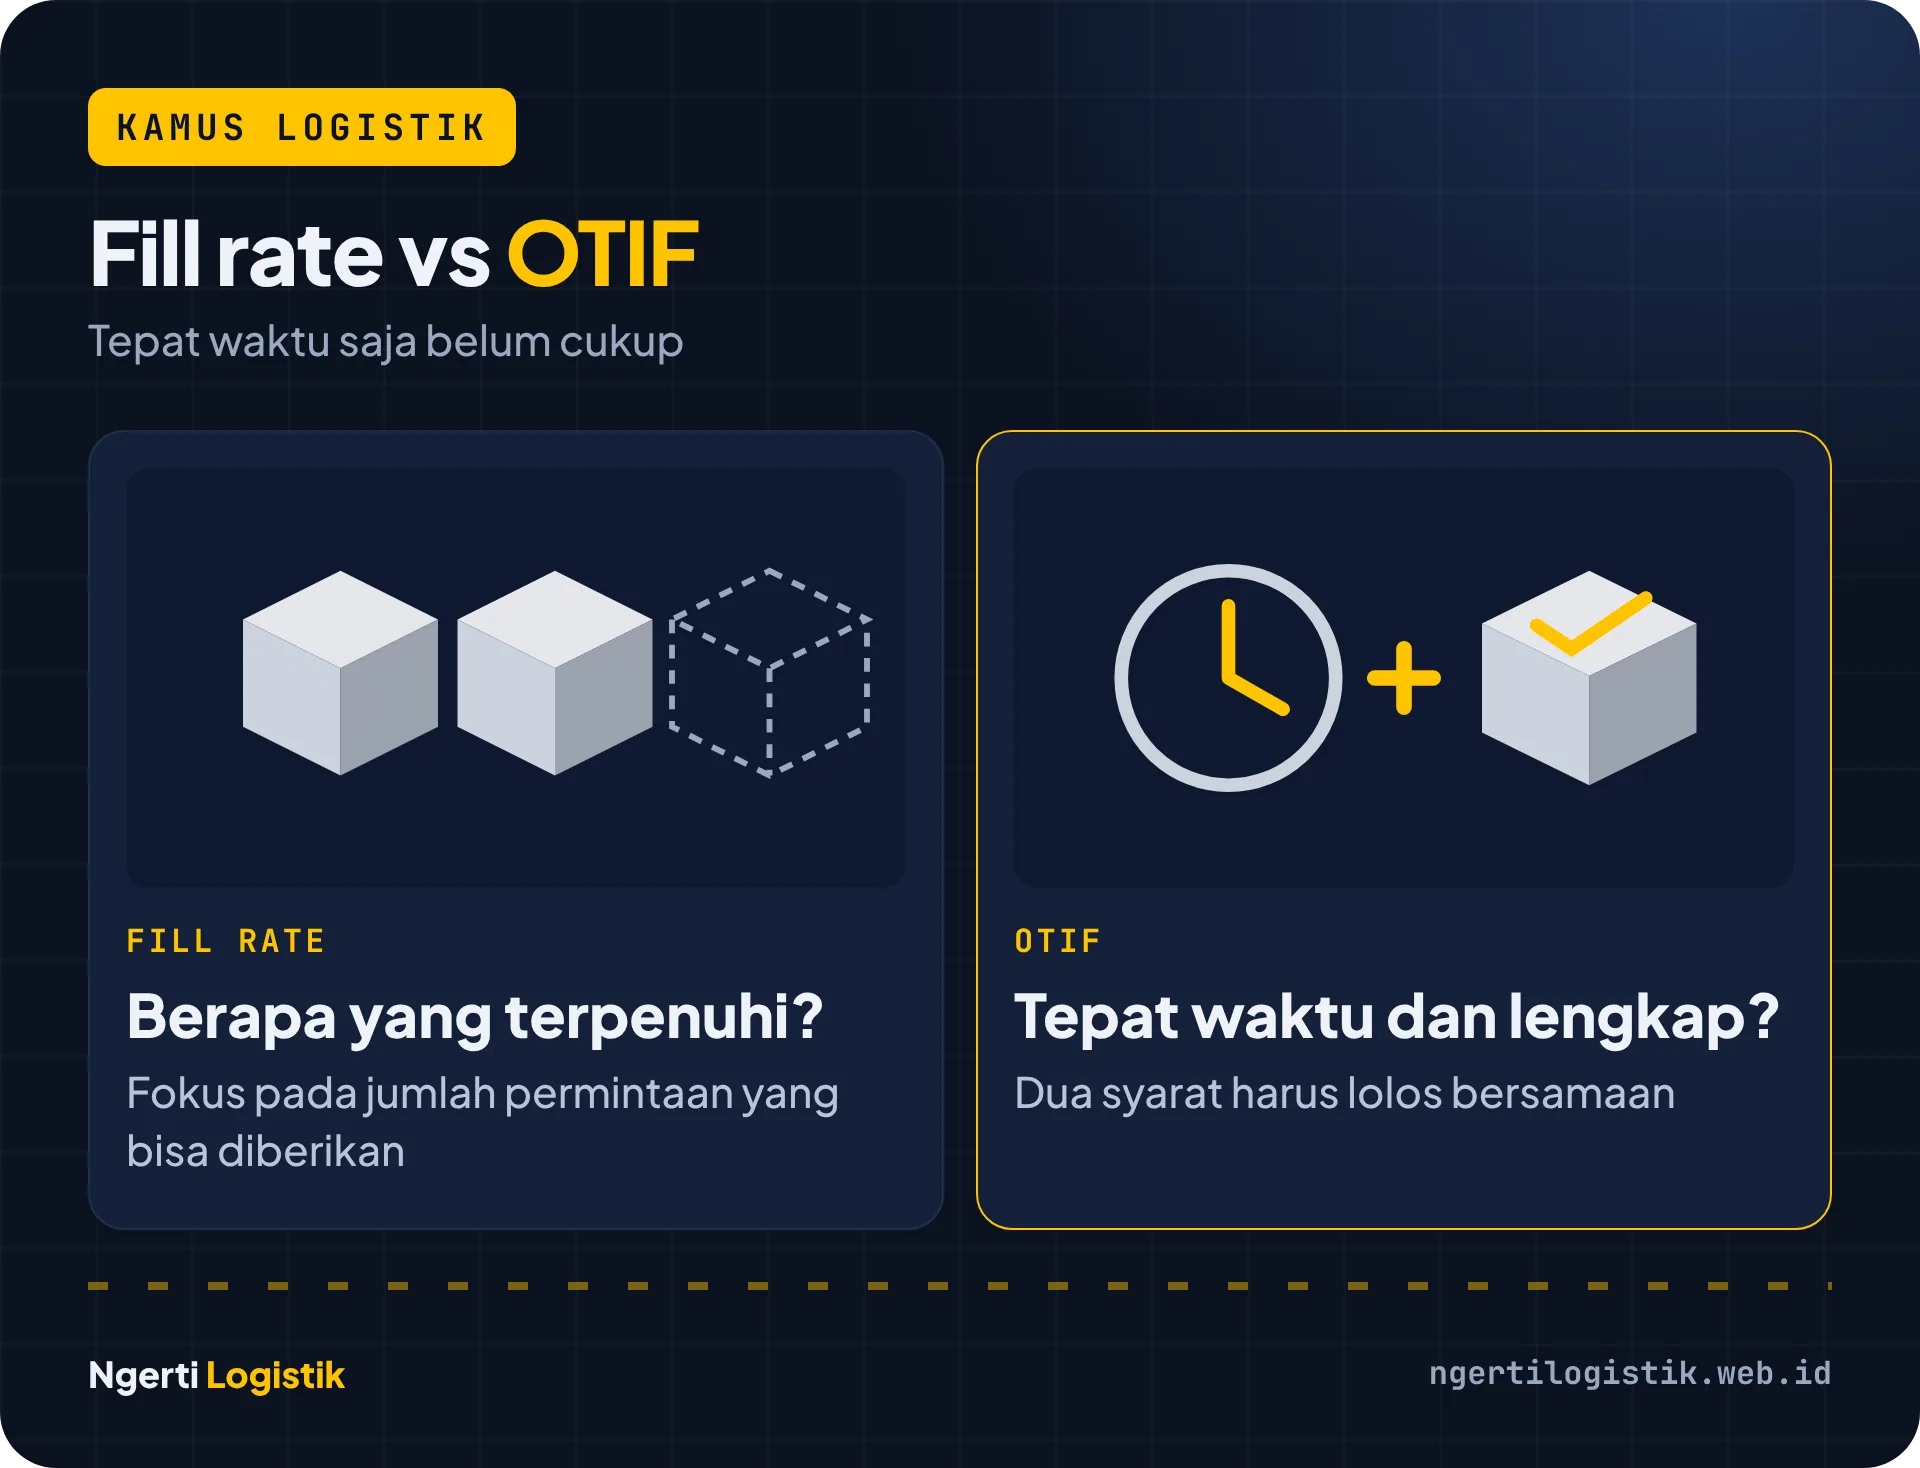 KAMUS LOGISTIK
Fill rate vs OTIF
Tepat waktu saja belum cukup
FILL RATE
Berapa yang terpenuhi?
Fokus pada jumlah permintaan yang
bisa diberikan
OTIF
Tepat waktu dan lengkap?
Dua syarat harus lolos bersamaan
Ngerti Logistik
ngertilogistik.web.id